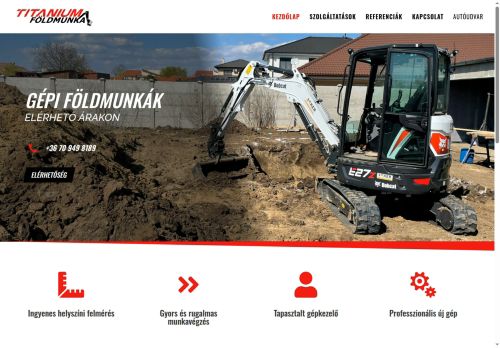 TITANIUM
FÖLDMUNKA
KEZDŐLAP SZOLGÁLTATÁSOK REFERENCIÁK KAPCSOLAT AUTÓUDVAR
GÉPI FÖLDMUNKÁK
ELÉRHETŐ ÁRAKON
+36 70 949 8189
ELÉRHETŐSÉG
Bobcat
E27z
Bobcat
Ingyenes helyszíni felmérés
Gyors és rugalmas
munkavégzés
Tapasztalt gépkezelő
Professzionális új gép